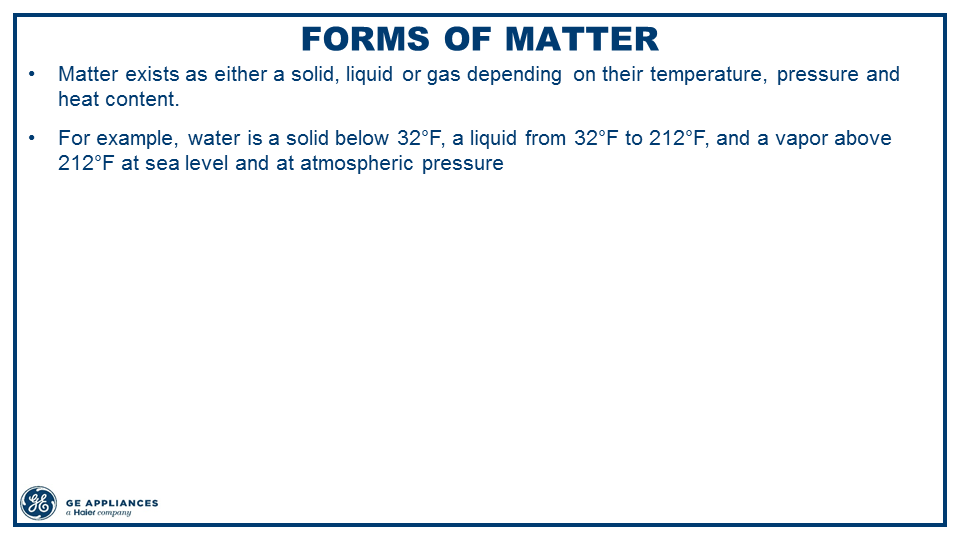 FORMS OF MATTER
• Matter exists as either a solid, liquid or gas depending on their temperature, pressure and
heat content.
• For example, water is a solid below 32°F, a liquid from 32°F to 212°F, and a vapor above
212°F at sea level and at atmospheric pressure
GE APPLIANCES
a Haier company